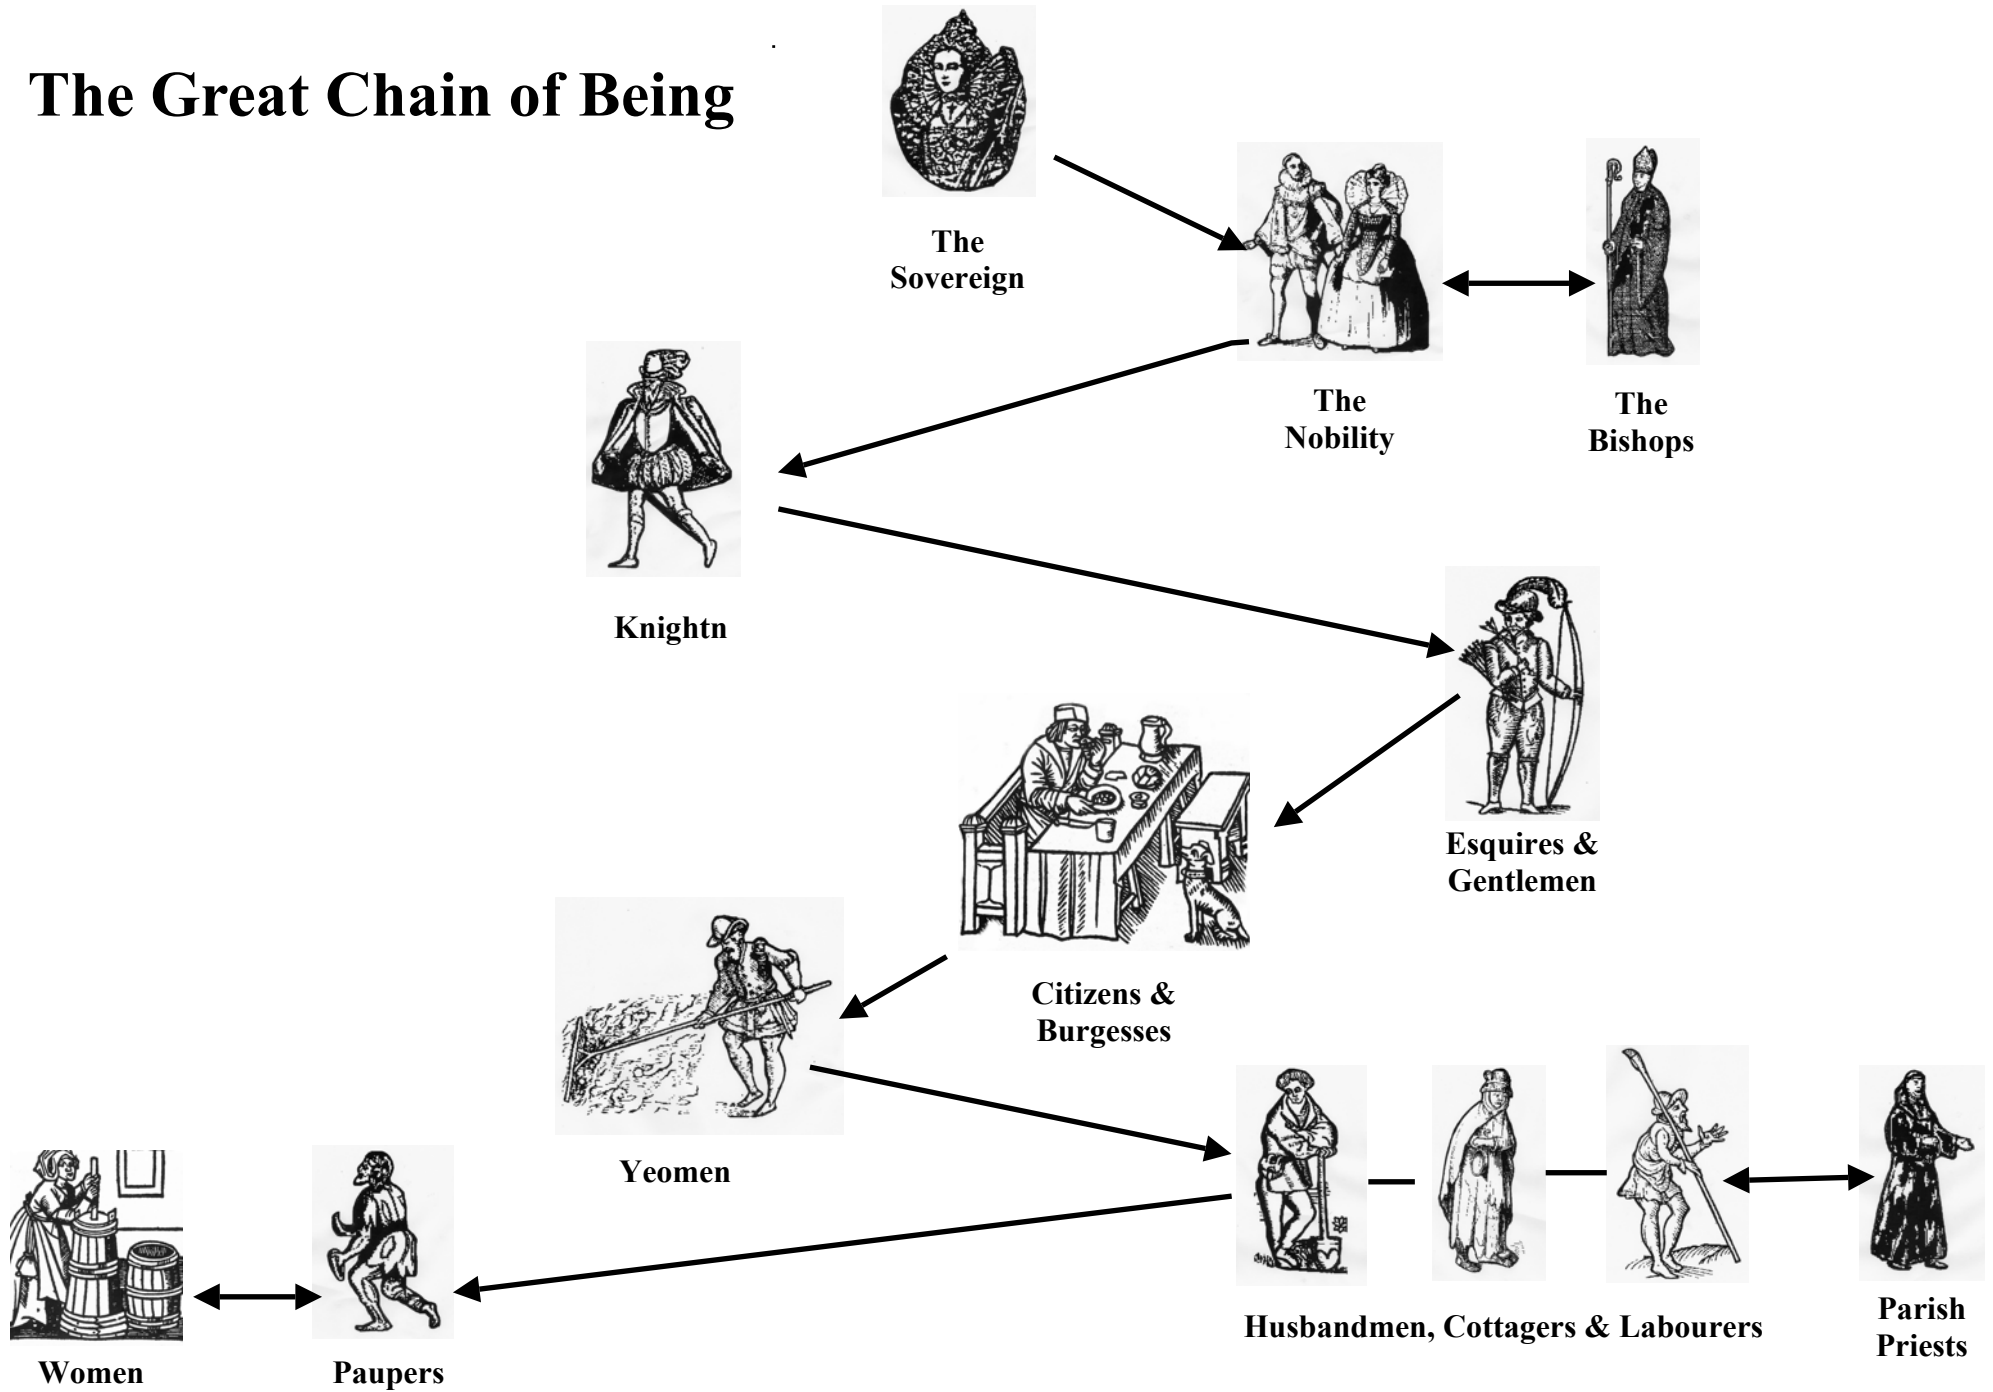 The Great Chain of Being
The
Sovereign
The
Nobility
The
Bishops
Knightn
Esquires &
Gentlemen
Citizens &
Burgesses
Yeomen
Husbandmen, Cottagers & Labourers
Parish
Priests
Women
Paupers